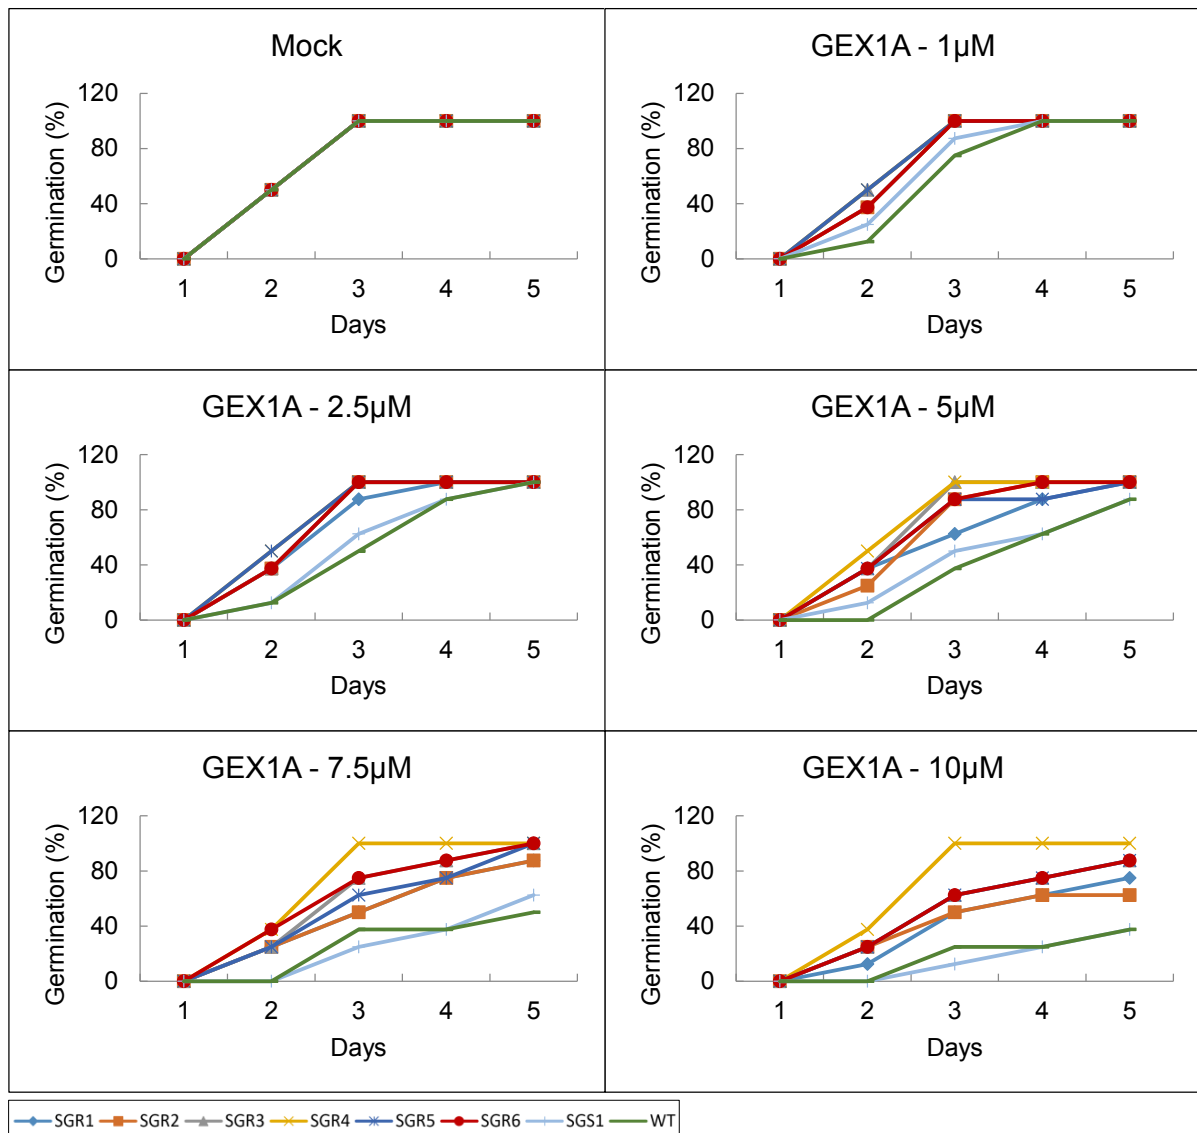 Mock
Germination (%)
120
80
40
0
1 2 3 4 5
Days
GEX1A - 1µM
Germination (%)
120
80
40
0
1 2 3 4 5
Days
GEX1A - 2.5µM
Germination (%)
120
80
40
0
1 2 3 4 5
Days
GEX1A - 5µM
Germination (%)
120
80
40
0
1 2 3 4 5
Days
GEX1A - 7.5µM
Germination (%)
120
80
40
0
1 2 3 4 5
Days
GEX1A - 10µM
Germination (%)
120
80
40
0
1 2 3 4 5
Days
SGR1 SGR2 SGR3 SGR4 SGR5 SGR6 SGS1 WT